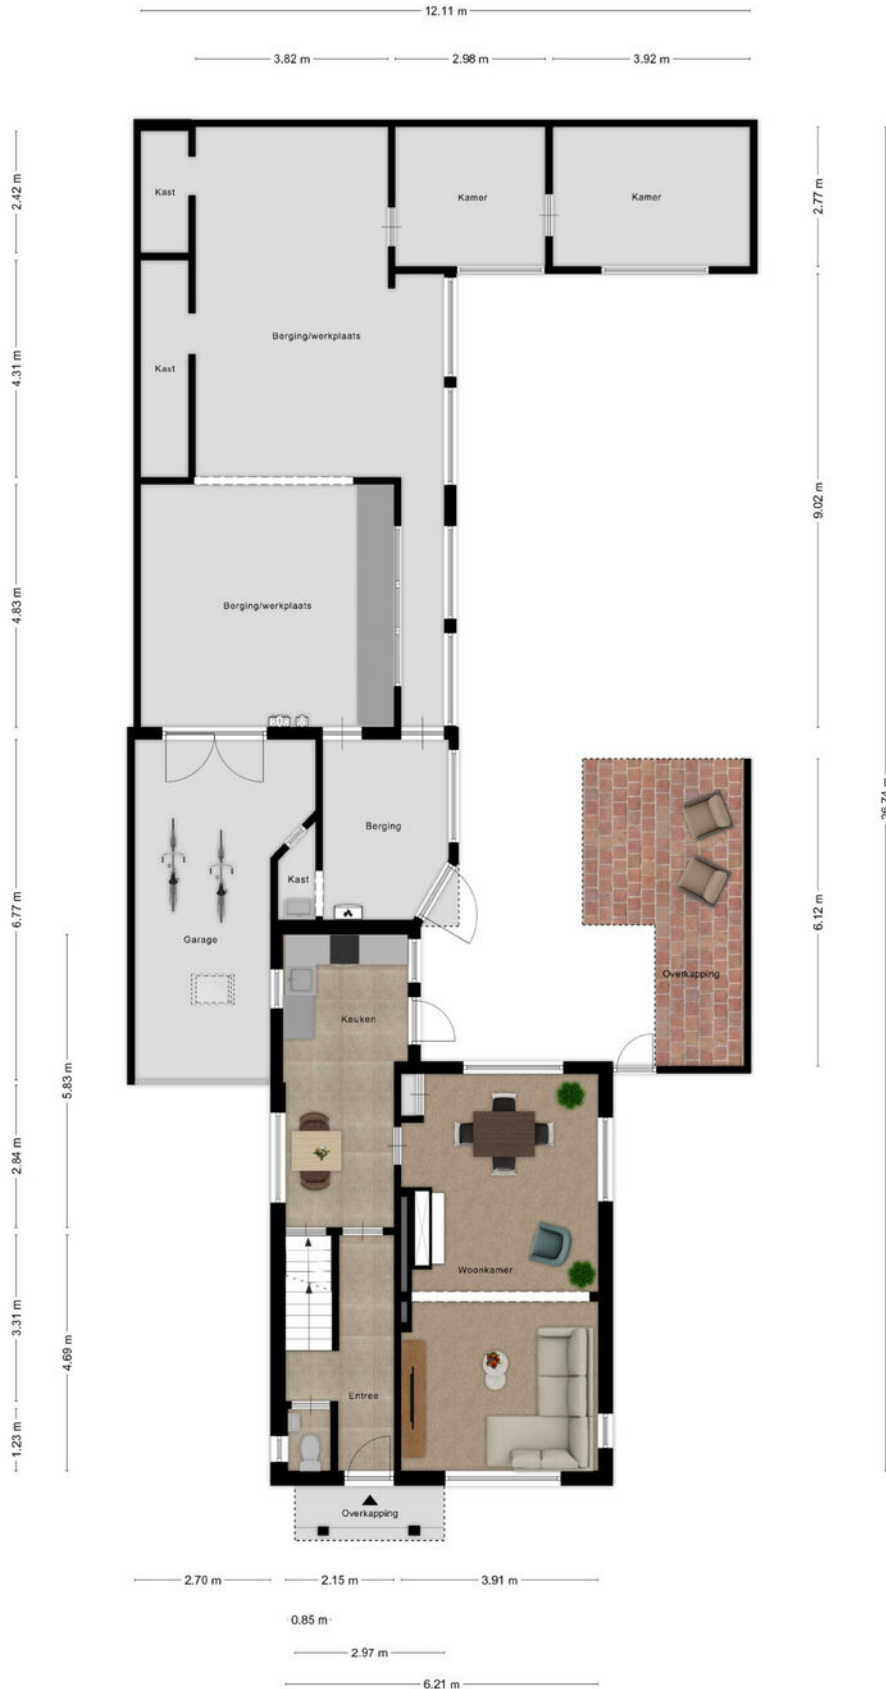 12.11 m
3.82 m
2.98 m
3.92 m
2.42 m
2.77 m
Kast
Kamer
Kamer
4.31 m
Berging/werkplaats
Kast
9.02 m
4.83 m
Berging/werkplaats
26.74 m
Berging
Kast
6.77 m
6.12 m
Garage
Overkapping
Keuken
5.83 m
2.84 m
Woonkamer
3.31 m
4.69 m
Entree
1.23 m
Overkapping
2.70 m
2.15 m
3.91 m
0.85 m
2.97 m
6.21 m